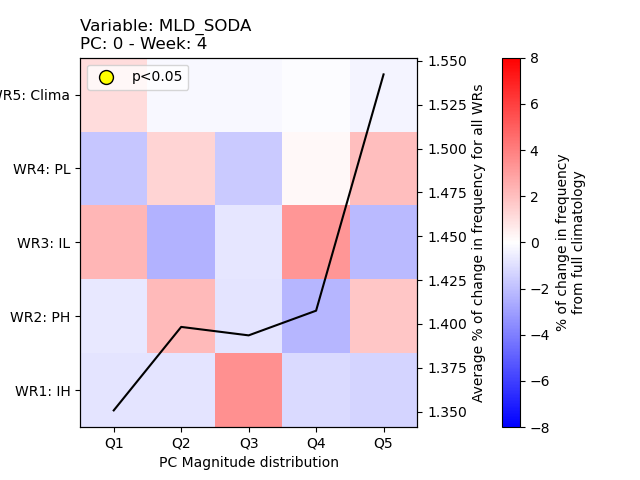 Variable: MLD_SODA
PC: 0 - Week: 4
p<0.05
WR5: Clima
WR4: PL
WR3: IL
WR2: PH
WR1: IH
Q1 Q2 Q3 Q4 Q5
PC Magnitude distribution
1.550
1.525
1.500
1.475
1.450
1.425
1.400
1.375
1.350
Average % of change in frequency for all WRs
8
6
4
2
0
−2
−4
−6
−8
% of change in frequency
from full climatology